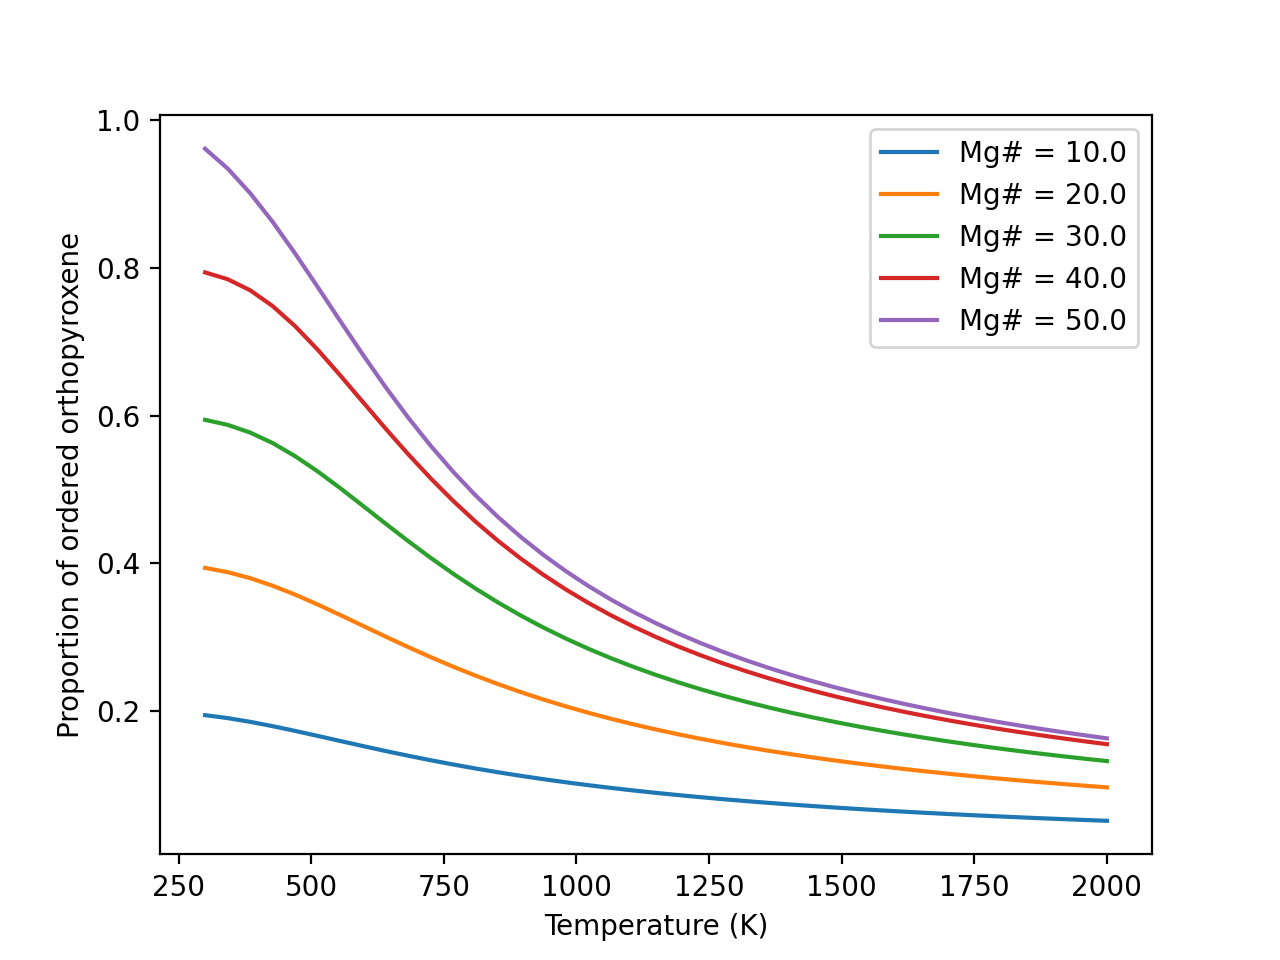 1.0
0.8
0.6
0.4
0.2
Proportion of ordered orthopyroxene
Mg# = 10.0
Mg# = 20.0
Mg# = 30.0
Mg# = 40.0
Mg# = 50.0
250 500 750 1000 1250 1500 1750 2000
Temperature (K)